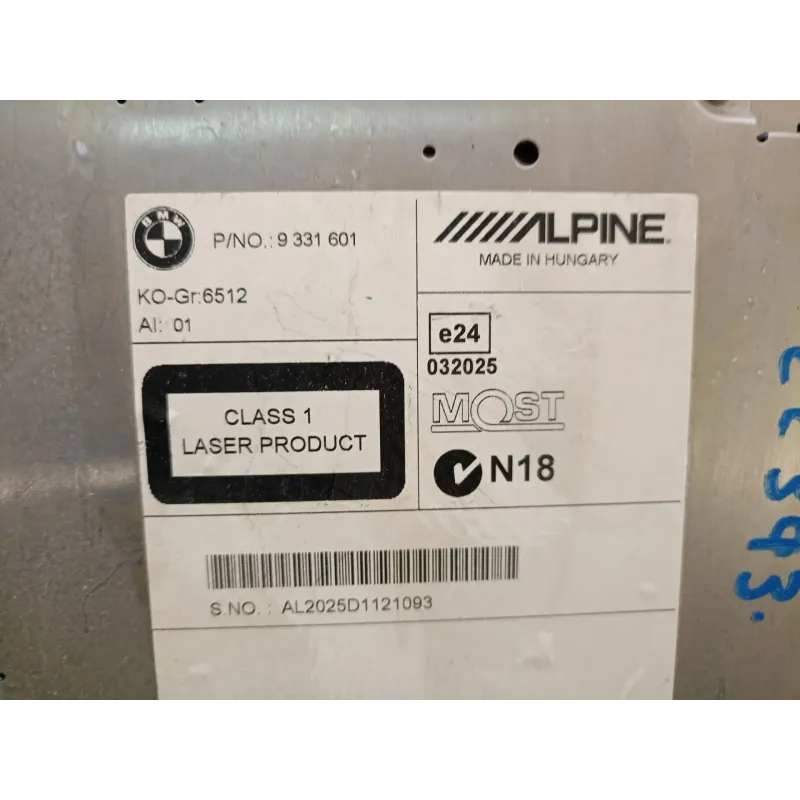 BMW
P/NO.: 9 331 601
KO-Gr:6512
AI: 01
ALPINE
MADE IN HUNGARY
e24
032025
MOST
N18
CLASS 1
LASER PRODUCT
S.NO. : AL2025D1121093